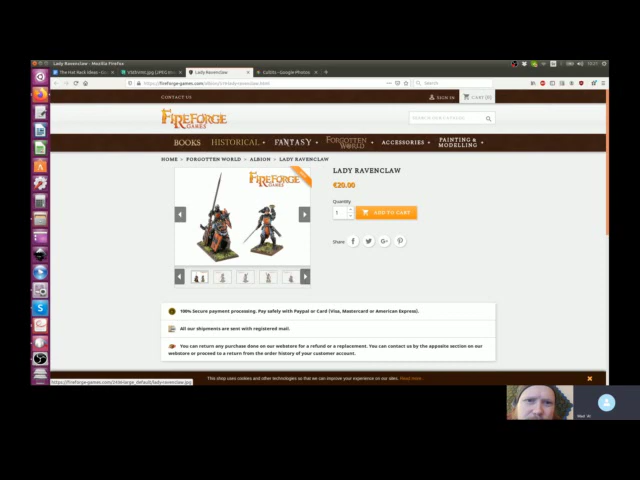 Lady Ravenclaw - Mozilla Firefox
Lady Ravenclaw
CONTACT US
SIGN IN
CART (0)
FIREFORGE
GAMES
BOOKS HISTORICAL FANTASY FORGOTTEN WORLD ACCESSORIES PAINTING & MODELLING
HOME FORGOTTEN WORLD ALBION LADY RAVENCLAW
FIREFORGE
GAMES
LADY RAVENCLAW
€20.00
Quantity
1
ADD TO CART
Share
100% Secure payment processing. Pay safely with Paypal or Card (Visa, Mastercard or American Express).
All our shipments are sent with registered mail.
You can return any purchase done on our webstore for a refund or a replacement. You can contact us by the apposite section on our
webstore or proceed to a return from the order history of your customer account.
This shop uses cookies and other technologies so that we can improve your experience on our sites.